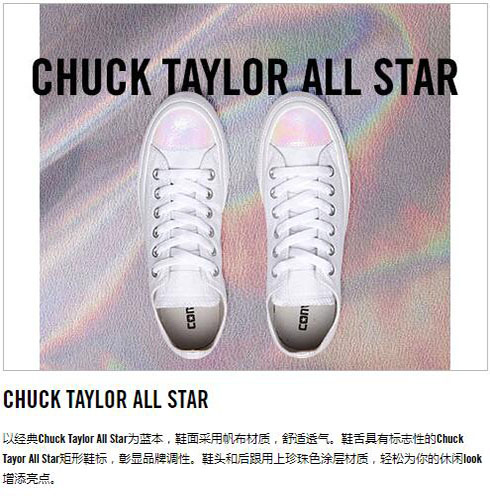 CHUCK TAYLOR ALL STAR
CHUCK TAYLOR ALL STAR
以经典Chuck Taylor All Star为蓝本，鞋面采用帆布材质，舒适透气。鞋舌具有标志性的Chuck
Tayor All Star矩形鞋标，彰显品牌调性。鞋头和后跟用上珍珠色涂层材质，轻松为你的休闲look
增添亮点。